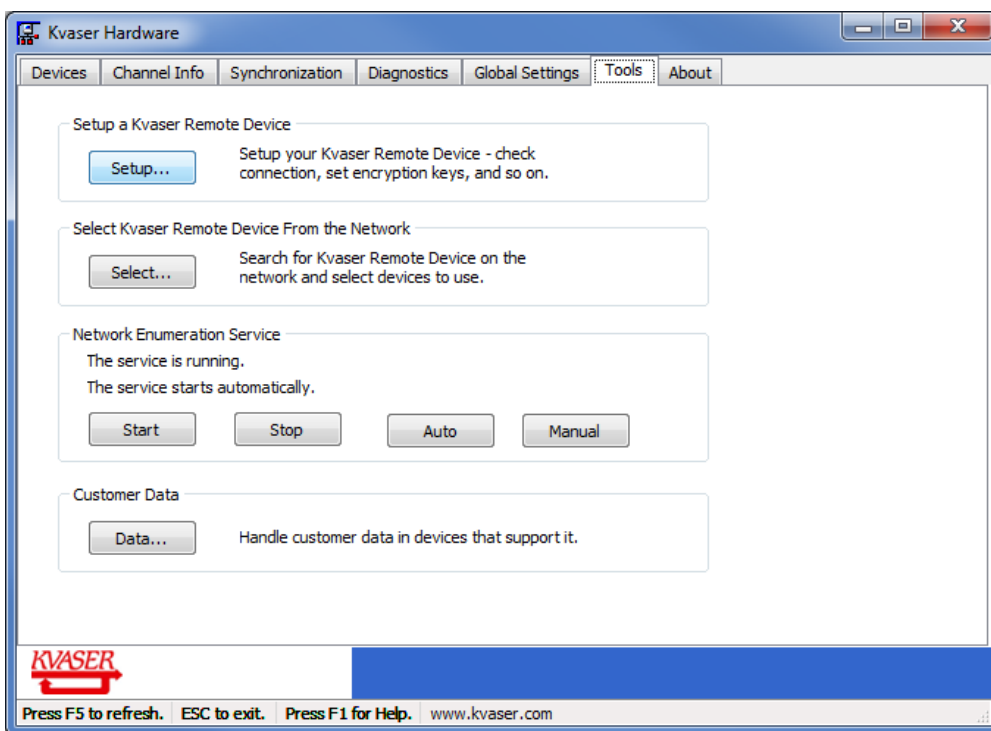 Kvaser Hardware
Devices Channel Info Synchronization Diagnostics Global Settings Tools About
Setup a Kvaser Remote Device
Setup...
Setup your Kvaser Remote Device - check
connection, set encryption keys, and so on.
Select Kvaser Remote Device From the Network
Select...
Search for Kvaser Remote Device on the
network and select devices to use.
Network Enumeration Service
The service is running.
The service starts automatically.
Start Stop Auto Manual
Customer Data
Data... Handle customer data in devices that support it.
KVASER
Press F5 to refresh. ESC to exit. Press F1 for Help. www.kvaser.com